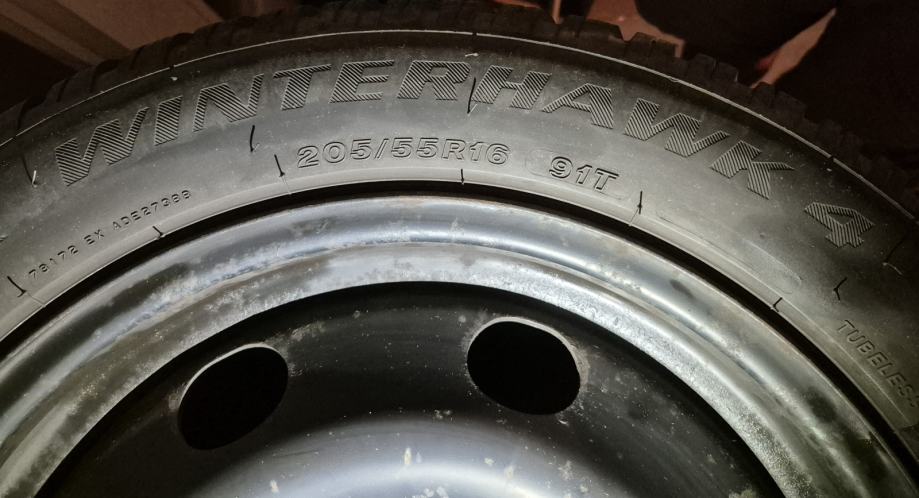 WINTERHAWK 4
205/55R16 91T
TUBELESS